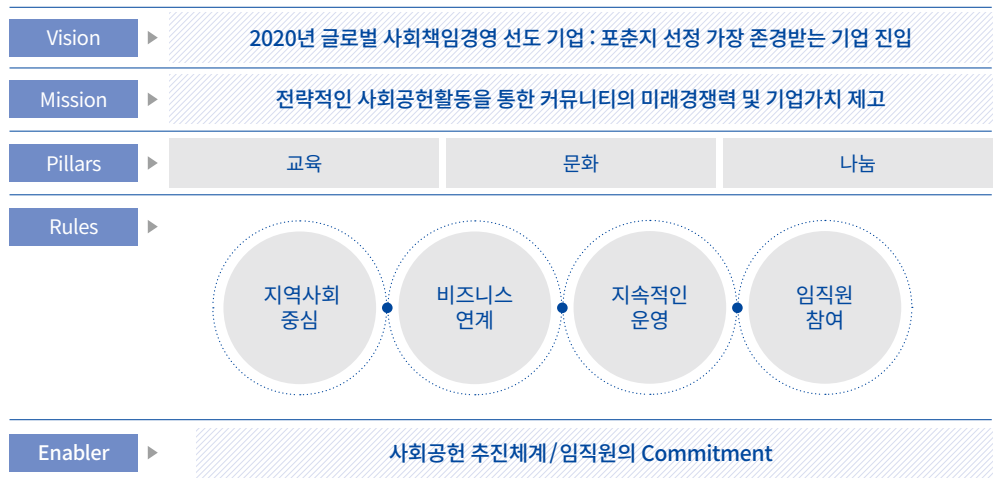 Vision
2020년 글로벌 사회책임경영 선도 기업 : 포춘지 선정 가장 존경받는 기업 진입
Mission
전략적인 사회공헌활동을 통한 커뮤니티의 미래경쟁력 및 기업가치 제고
Pillars
교육
문화
나눔
Rules
지역사회
중심
비즈니스
연계
지속적인
운영
임직원
참여
Enabler
사회공헌 추진체계/임직원의 Commitment